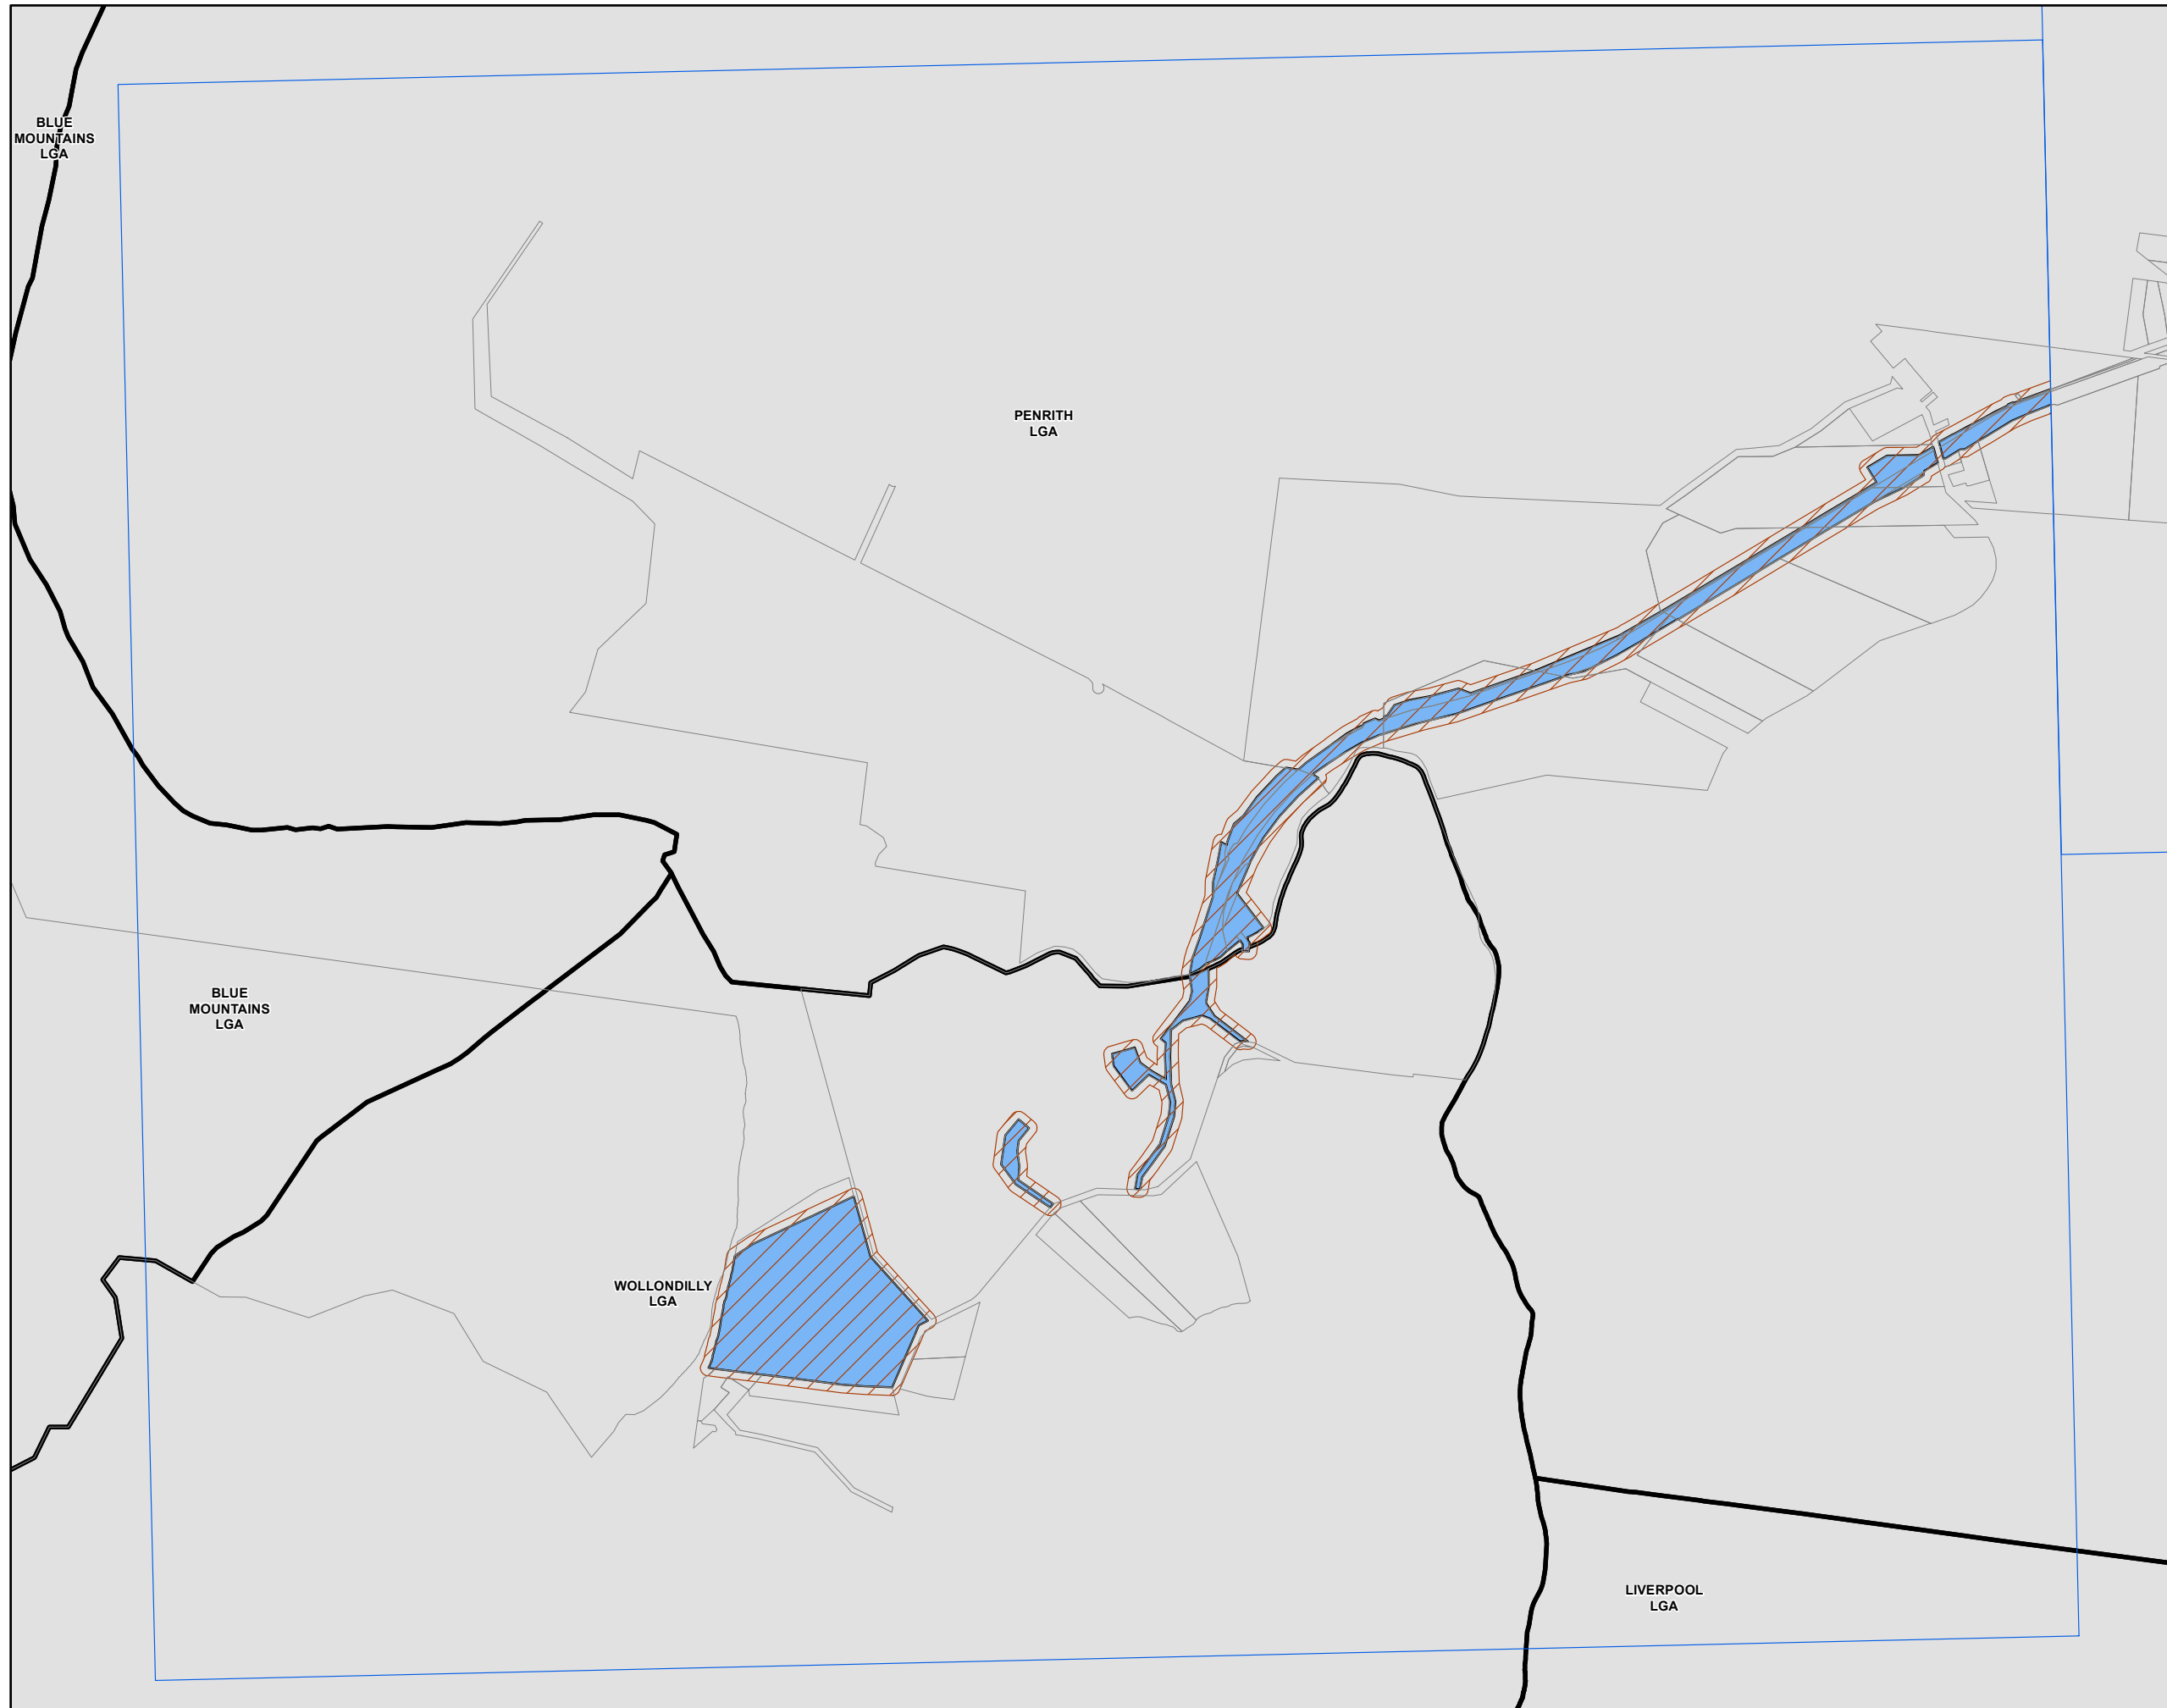 BLUE
MOUNTAINS
LGA
PENRITH
LGA
BLUE
MOUNTAINS
LGA
WOLLONDILLY
LGA
LIVERPOOL
LGA